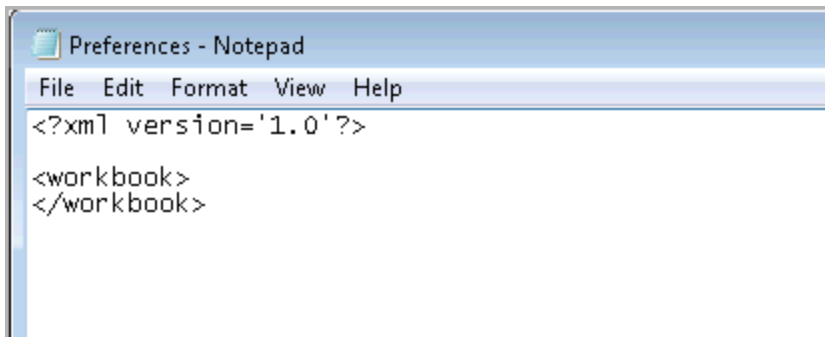 Preferences - Notepad
File Edit Format View Help
<?xml version='1.0'?>
<workbook>
</workbook>